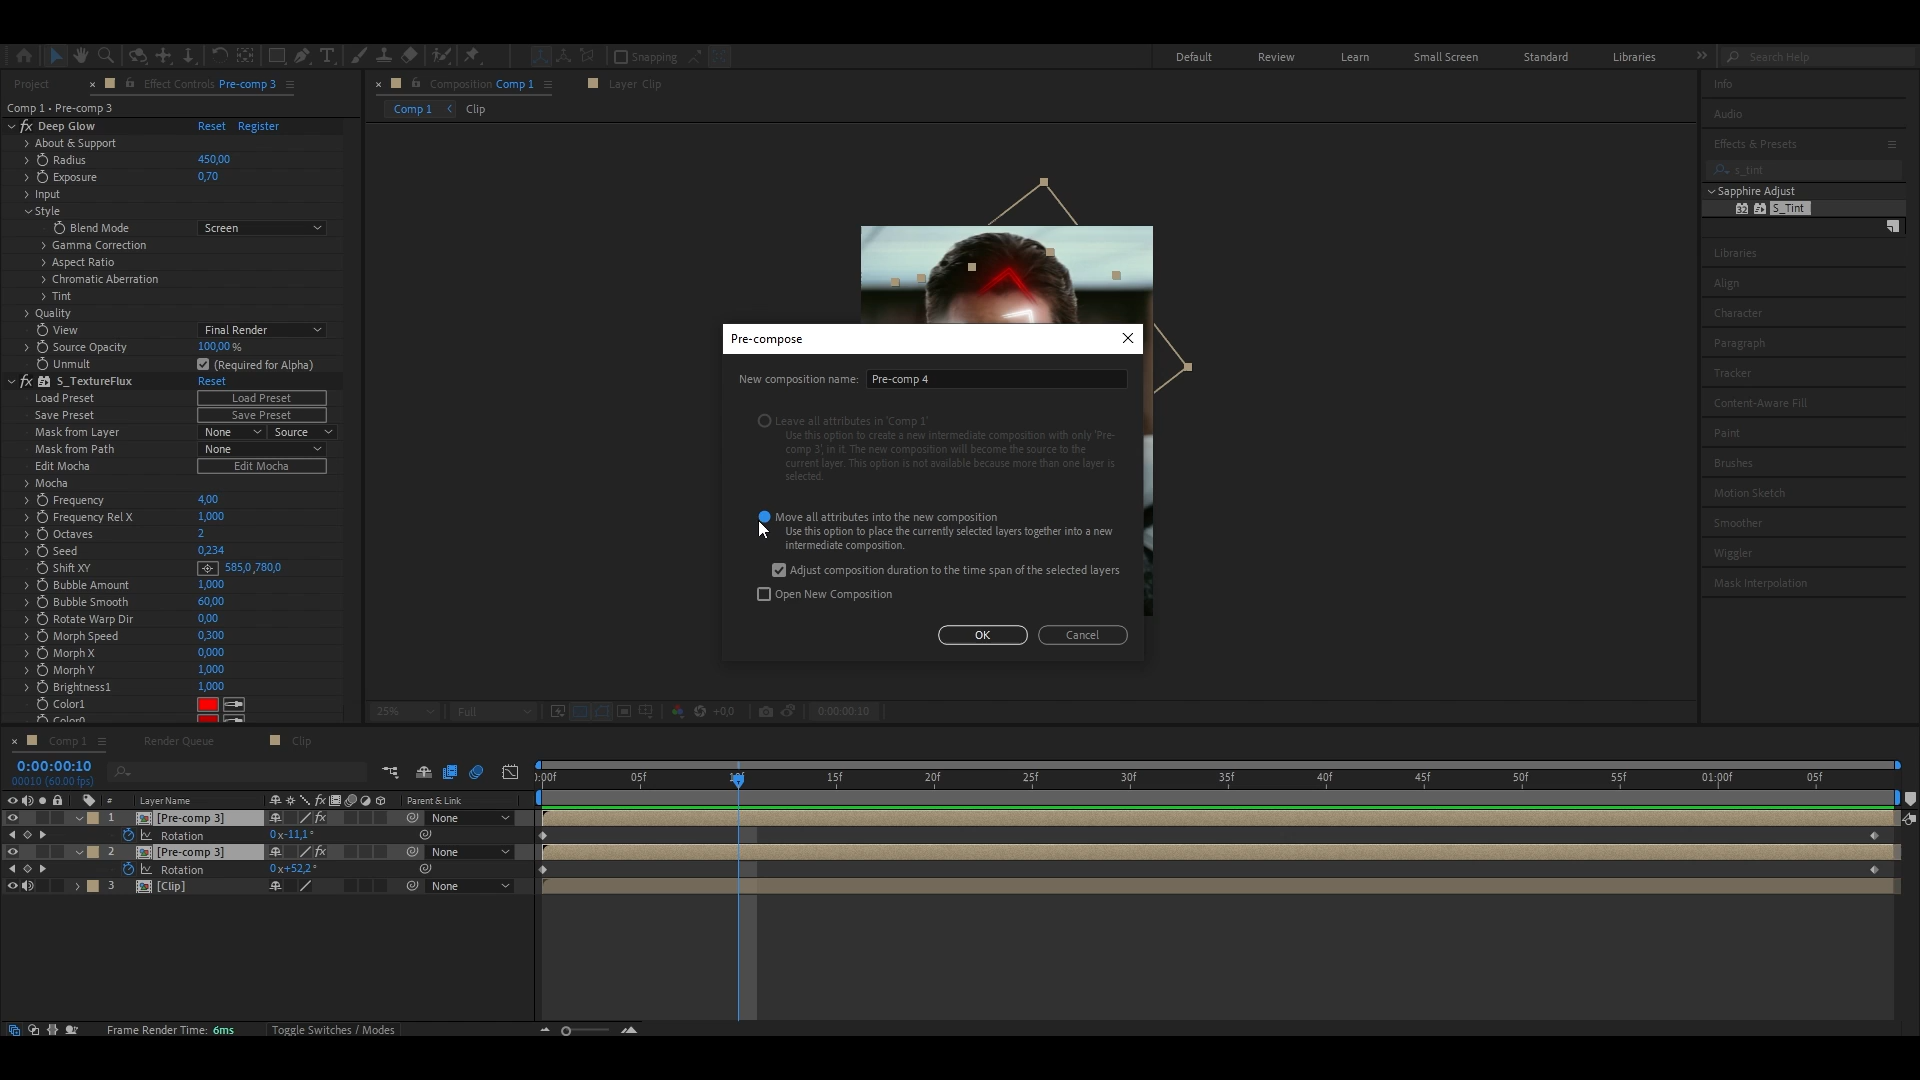 Snapping
Default
Review
Learn
Small Screen
Standard
Libraries
Search Help
Project
Effect Controls Pre-comp 3
Comp 1 • Pre-comp 3
fx Deep Glow Reset Register
About & Support
Radius 450,00
Exposure 0,70
Input
Style
Blend Mode Screen
Gamma Correction
Aspect Ratio
Chromatic Aberration
Tint
Quality
View Final Render
Source Opacity 100,00 %
Unmult (Required for Alpha)
fx S_TextureFlux Reset
Load Preset Load Preset
Save Preset Save Preset
Mask from Layer None Source
Mask from Path None
Edit Mocha Edit Mocha
Mocha
Frequency 4,00
Frequency Rel X 1,000
Octaves 2
Seed 0,234
Shift XY 585,0 ,780,0
Bubble Amount 1,000
Bubble Smooth 60,00
Rotate Warp Dir 0,00
Morph Speed 0,300
Morph X 0,000
Morph Y 1,000
Brightness1 1,000
Color1
Color0
Composition Comp 1
Layer Clip
Comp 1 Clip
Pre-compose
New composition name: Pre-comp 4
Leave all attributes in 'Comp 1'
Use this option to create a new intermediate composition with only 'Pre-
comp 3', in it. The new composition will become the source to the
current layer. This option is not available because more than one layer is
selected.
Move all attributes into the new composition
Use this option to place the currently selected layers together into a new
intermediate composition.
Adjust composition duration to the time span of the selected layers
Open New Composition
OK
Cancel
25% Full +0,0 0:00:00:10
Info
Audio
Effects & Presets
s_tint
Sapphire Adjust
32 S_Tint
Libraries
Align
Character
Paragraph
Tracker
Content-Aware Fill
Paint
Brushes
Motion Sketch
Smoother
Wiggler
Mask Interpolation
Comp 1
Render Queue
Clip
0:00:00:10
00010 (60.00 fps)
# Layer Name fx Parent & Link
):00f 05f 10f 15f 20f 25f 30f 35f 40f 45f 50f 55f 01:00f 05f
1 [Pre-comp 3] fx None
Rotation 0x-11,1°
2 [Pre-comp 3] fx None
Rotation 0x+52,2°
3 [Clip] None
Frame Render Time: 6ms
Toggle Switches / Modes